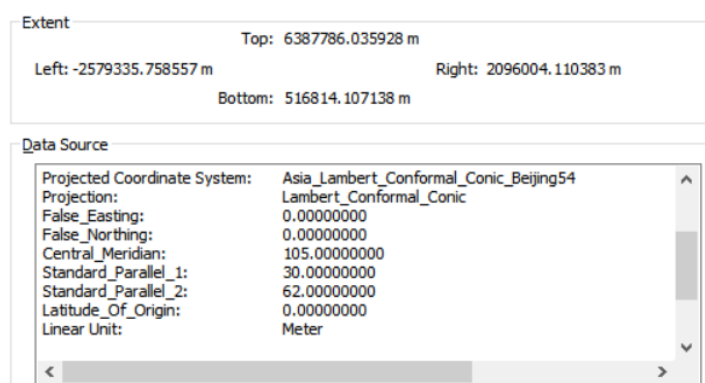 Extent
Top: 6387786.035928 m
Left: -2579335.758557 m Right: 2096004.110383 m
Bottom: 516814.107138 m
Data Source
Projected Coordinate System: Asia_Lambert_Conformal_Conic_Beijing54
Projection: Lambert_Conformal_Conic
False_Easting: 0.00000000
False_Northing: 0.00000000
Central_Meridian: 105.00000000
Standard_Parallel_1: 30.00000000
Standard_Parallel_2: 62.00000000
Latitude_Of_Origin: 0.00000000
Linear Unit: Meter